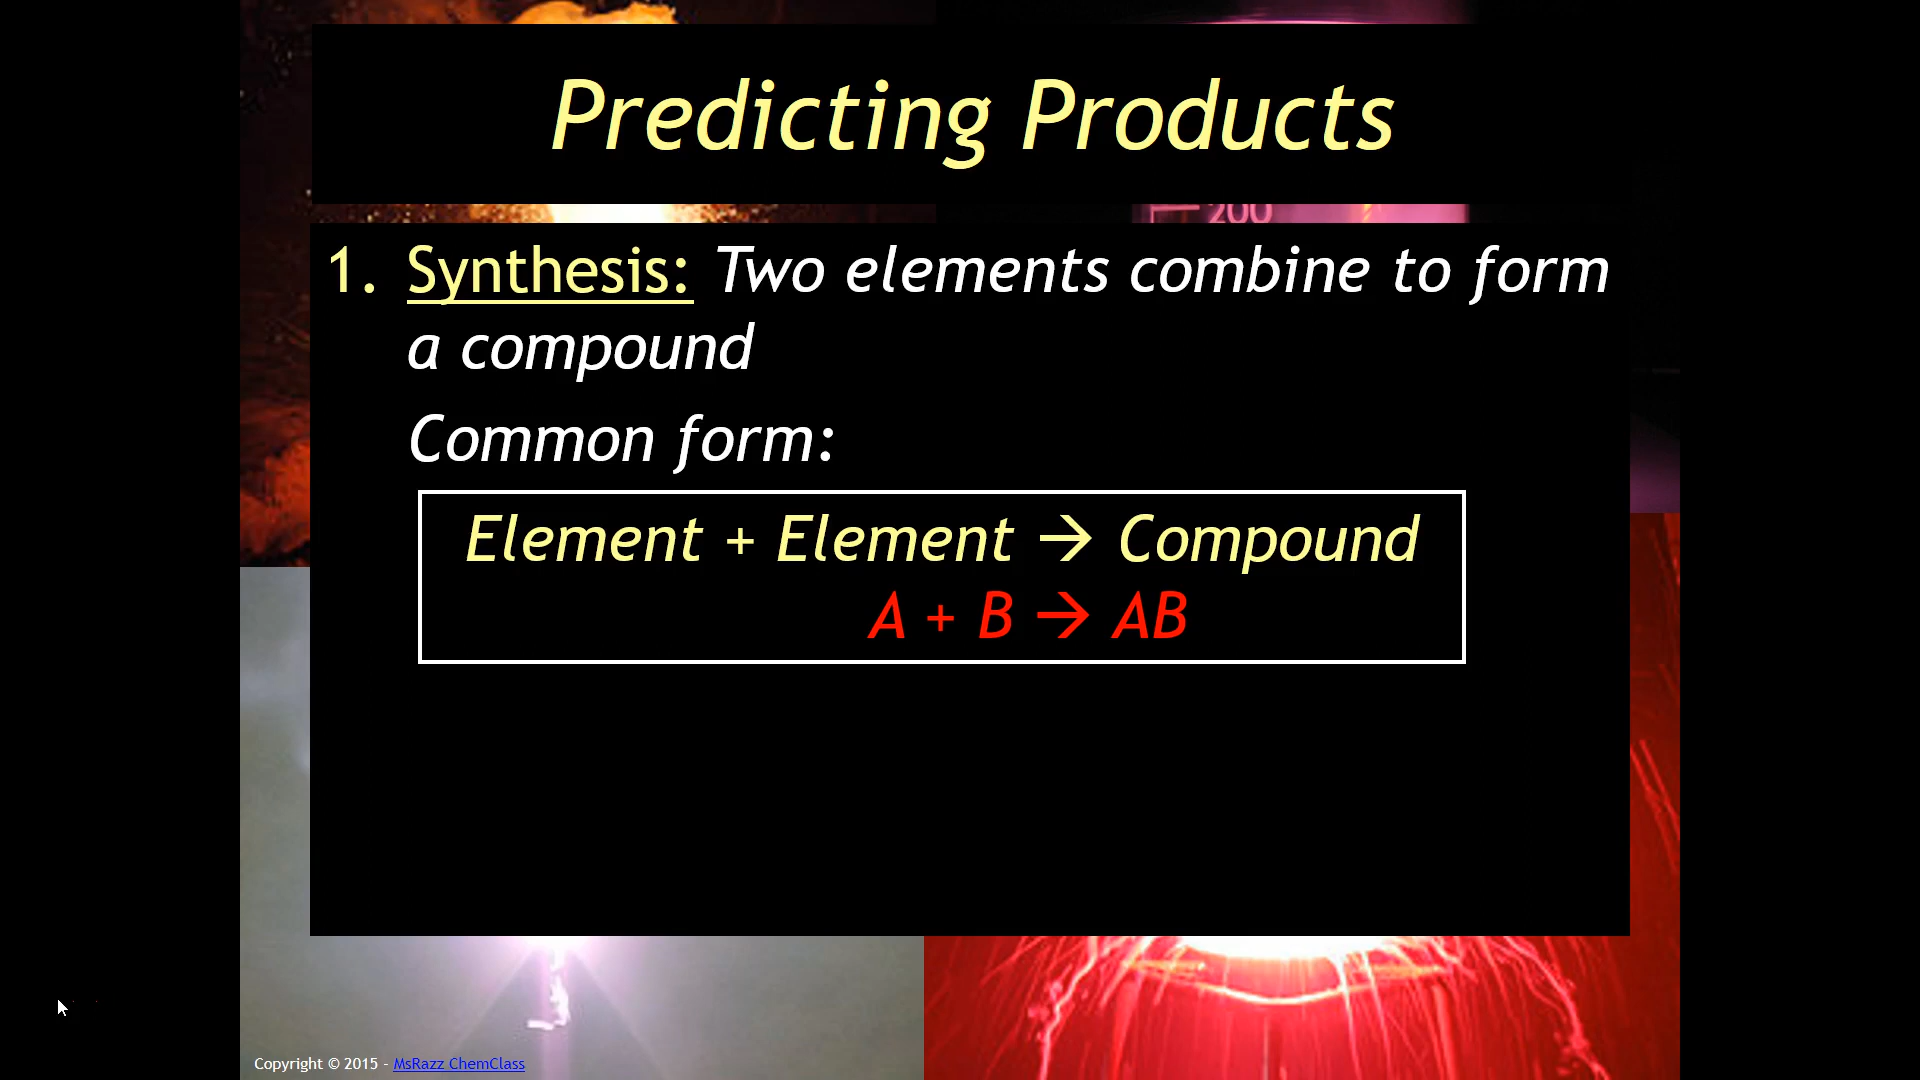 Predicting Products
200
1. Synthesis: Two elements combine to form
a compound
Common form:
Element + Element → Compound
A + B → AB
Copyright © 2015 - MsRazz ChemClass